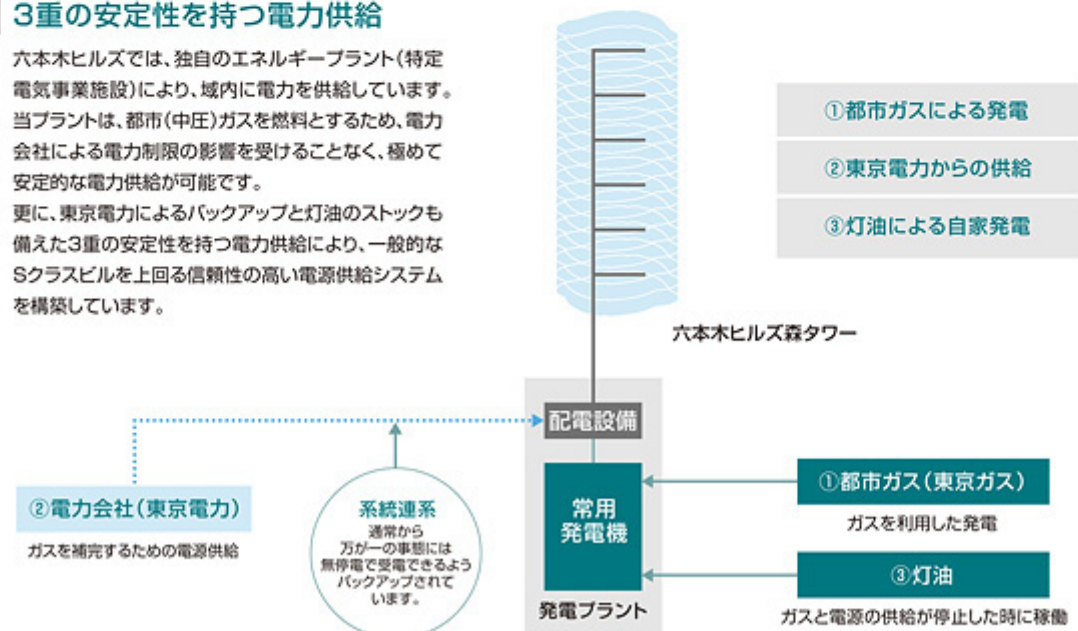 3重の安定性を持つ電力供給
六本木ヒルズでは、独自のエネルギープラント(特定
電気事業施設)により、域内に電力を供給しています。
当プラントは、都市(中圧)ガスを燃料とするため、電力
会社による電力制限の影響を受けることなく、極めて
安定的な電力供給が可能です。
更に、東京電力によるバックアップと灯油のストックも
備えた3重の安定性を持つ電力供給により、一般的な
Sクラスビルを上回る信頼性の高い電源供給システム
を構築しています。
①都市ガスによる発電
②東京電力からの供給
③灯油による自家発電
六本木ヒルズ森タワー
配電設備
②電力会社(東京電力)
ガスを補完するための電源供給
系統連系
通常から
万が一の事態には
無停電で受電できるよう
バックアップされて
います。
常用
発電機
発電プラント
①都市ガス(東京ガス)
ガスを利用した発電
③灯油
ガスと電源の供給が停止した時に稼働